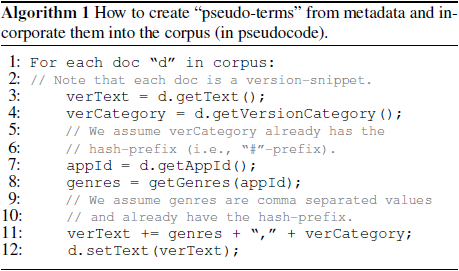 Algorithm 1 How to create “pseudo-terms” from metadata and in-
corporate them into the corpus (in pseudocode).
1: For each doc “d” in corpus:
2: // Note that each doc is a version-snippet.
3: verText = d.getText();
4: verCategory = d.getVersionCategory();
5: // We assume verCategory already has the
6: // hash-prefix (i.e., “#”-prefix).
7: appId = d.getAppId();
8: genres = getGenres(appId);
9: // We assume genres are comma separated values
10: // and already have the hash-prefix.
11: verText += genres + “,” + verCategory;
12: d.setText(verText);